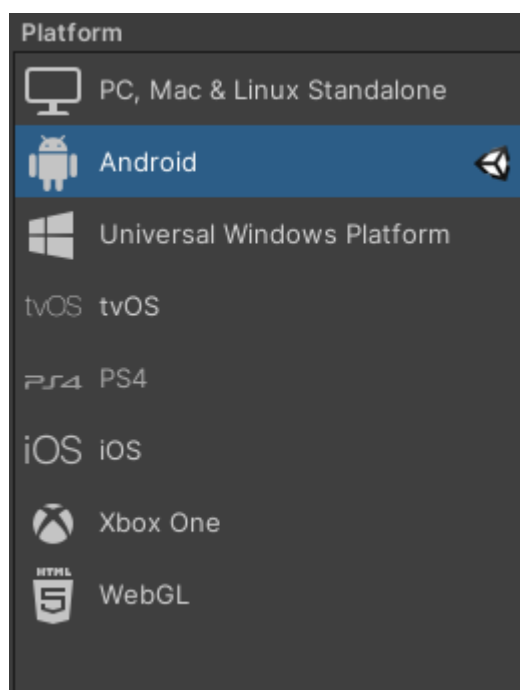 Platform
PC, Mac & Linux Standalone
Android
Universal Windows Platform
tvOS tvOS
PS4 PS4
iOS iOS
Xbox One
HTML
5 WebGL